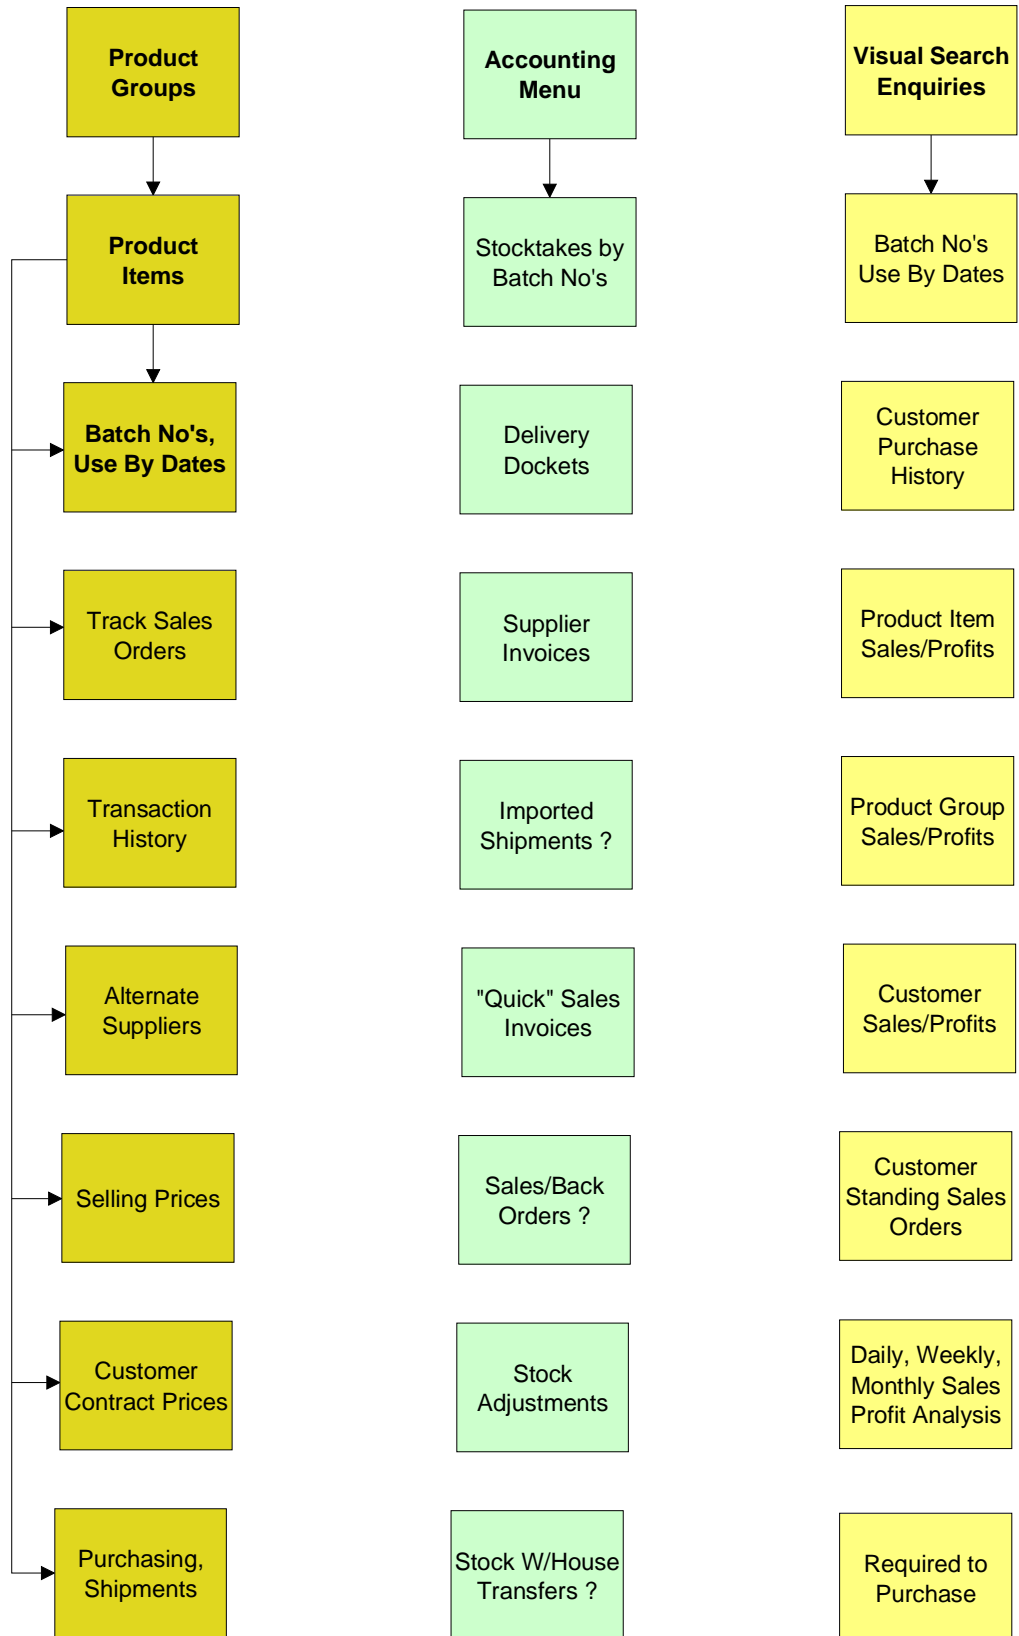 Product
Groups
Accounting
Menu
Visual Search
Enquiries
Product
Items
Stocktakes by
Batch No's
Batch No's
Use By Dates
Batch No's,
Use By Dates
Delivery
Dockets
Customer
Purchase
History
Track Sales
Orders
Supplier
Invoices
Product Item
Sales/Profits
Transaction
History
Imported
Shipments ?
Product Group
Sales/Profits
Alternate
Suppliers
"Quick" Sales
Invoices
Customer
Sales/Profits
Selling Prices
Sales/Back
Orders ?
Customer
Standing Sales
Orders
Customer
Contract Prices
Stock
Adjustments
Daily, Weekly,
Monthly Sales
Profit Analysis
Purchasing,
Shipments
Stock W/House
Transfers ?
Required to
Purchase